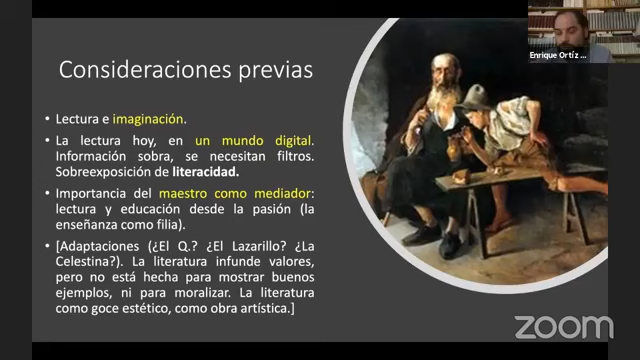 Enrique Ortíz ...
Consideraciones previas
• Lectura e imaginación.
• La lectura hoy, en un mundo digital.
Información sobra, se necesitan filtros.
Sobreexposición de literacidad.
• Importancia del maestro como mediador:
lectura y educación desde la pasión (la
enseñanza como filia).
• [Adaptaciones (¿El Q.? ¿El Lazarillo? ¿La
Celestina?). La literatura infunde valores,
pero no está hecha para mostrar buenos
ejemplos, ni para moralizar. La literatura
como goce estético, como obra artística.]
zoom